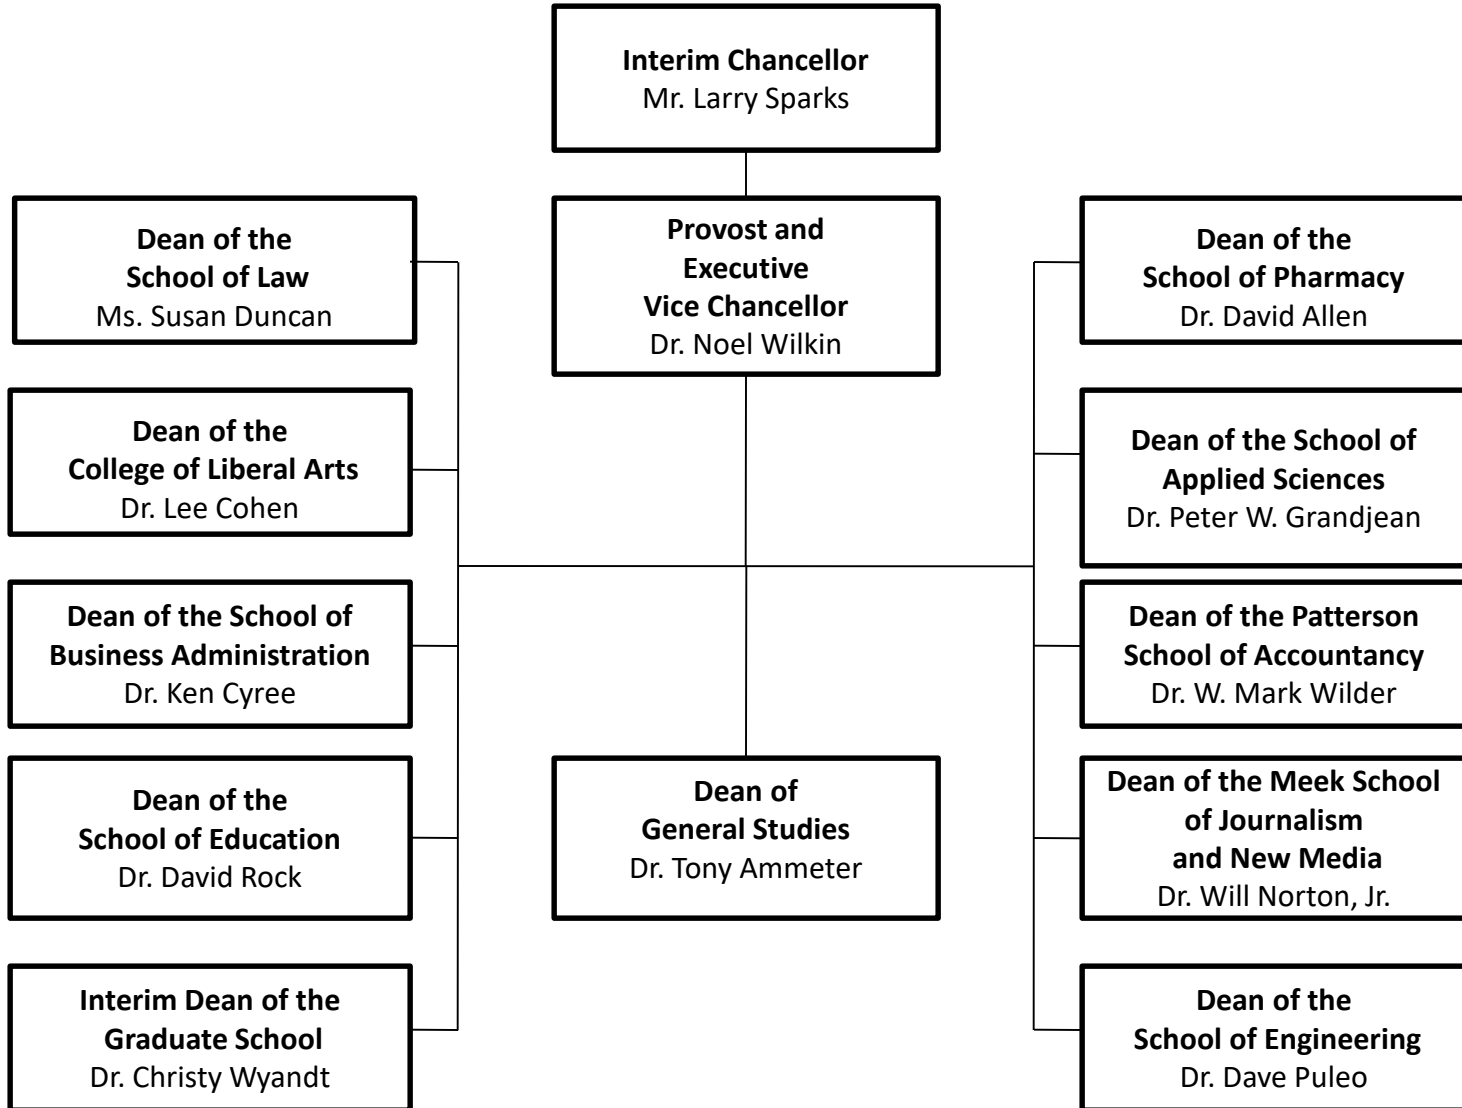 Interim Chancellor
Mr. Larry Sparks
Provost and
Executive
Vice Chancellor
Dr. Noel Wilkin
Dean of the
School of Law
Ms. Susan Duncan
Dean of the
College of Liberal Arts
Dr. Lee Cohen
Dean of the School of
Business Administration
Dr. Ken Cyree
Dean of the
School of Education
Dr. David Rock
Interim Dean of the
Graduate School
Dr. Christy Wyandt
Dean of
General Studies
Dr. Tony Ammeter
Dean of the
School of Pharmacy
Dr. David Allen
Dean of the School of
Applied Sciences
Dr. Peter W. Grandjean
Dean of the Patterson
School of Accountancy
Dr. W. Mark Wilder
Dean of the Meek School
of Journalism
and New Media
Dr. Will Norton, Jr.
Dean of the
School of Engineering
Dr. Dave Puleo